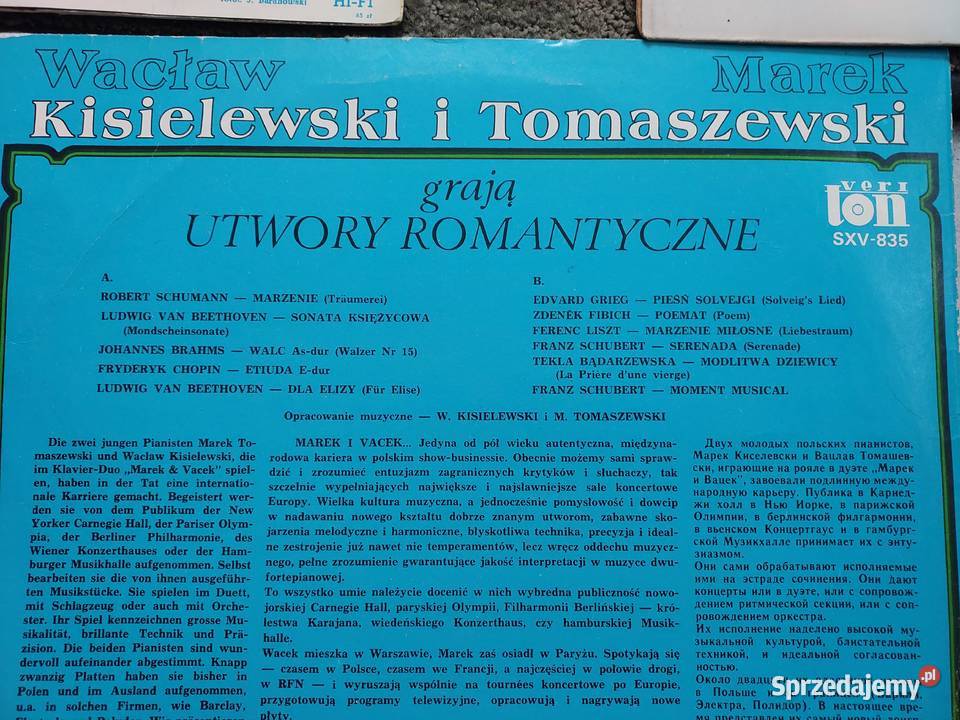 HI-FI
65 zł
Wacław Marek
Kisielewski i Tomaszewski
grają
UTWORY ROMANTYCZNE
veri
ton
SXV-835
A.
ROBERT SCHUMANN — MARZENIE (Träumerei)
LUDWIG VAN BEETHOVEN — SONATA KSIĘŻYCOWA
(Mondscheinsonate)
JOHANNES BRAHMS — WALC As-dur (Walzer Nr 15)
FRYDERYK CHOPIN — ETIUDA E-dur
LUDWIG VAN BEETHOVEN — DLA ELIZY (Für Elise)
B.
EDVARD GRIEG — PIEŚŃ SOLVEJGI (Solveig's Lied)
ZDENĚK FIBICH — POEMAT (Poem)
FERENC LISZT — MARZENIE MIŁOSNE (Liebestraum)
FRANZ SCHUBERT — SERENADA (Serenade)
TEKLA BĄDARZEWSKA — MODLITWA DZIEWICY
(La Prière d'une vierge)
FRANZ SCHUBERT — MOMENT MUSICAL
Opracowanie muzyczne — W. KISIELEWSKI i M. TOMASZEWSKI
Die zwei jungen Pianisten Marek To-
maszewski und Wacław Kisielewski, die
im Klavier-Duo „Marek & Vacek" spiel-
en, haben in der Tat eine internatio-
nale Karriere gemacht. Begeistert wer-
den sie von dem Publikum der New
Yorker Carnegie Hall, der Pariser Olym-
pia, der Berliner Philharmonie, des
Wiener Konzerthauses oder der Ham-
burger Musikhalle aufgenommen. Selbst
bearbeiten sie die von ihnen ausgeführ-
ten Musikstücke. Sie spielen im Duett,
mit Schlagzeug oder auch mit Orche-
ster. Ihr Spiel kennzeichnen grosse Mu-
sikalität, brillante Technik und Prä-
zision. Die beiden Pianisten sind wun-
dervoll aufeinander abgestimmt. Knapp
zwanzig Platten haben sie bisher in
Polen und im Ausland aufgenommen,
u.a. in solchen Firmen, wie Barclay,
MAREK I VACEK... Jedyna od pół wieku autentyczna, międzyna-
rodowa kariera w polskim show-businessie. Obecnie możemy sami spraw-
dzić i zrozumieć entuzjazm zagranicznych krytyków i słuchaczy, tak
szczelnie wypełniających największe i najsławniejsze sale koncertowe
Europy. Wielka kultura muzyczna, a jednocześnie pomysłowość i dowcip
w nadawaniu nowego kształtu dobrze znanym utworom, zabawne sko-
jarzenia melodyczne i harmoniczne, błyskotliwa technika, precyzja i ideal-
ne zestrojenie już nawet nie temperamentów, lecz wręcz oddechu muzycz-
nego, pełne zrozumienie gwarantujące jakość interpretacji w muzyce dwu-
fortepianowej.
To wszystko umie należycie docenić w nich wybredna publiczność nowo-
jorskiej Carnegie Hall, paryskiej Olympii, Filharmonii Berlińskiej — kró-
lestwa Karajana, wiedeńskiego Konzerthaus, czy hamburskiej Musik-
halle.
Wacek mieszka w Warszawie, Marek zaś osiadł w Paryżu. Spotykają się
— czasem w Polsce, czasem we Francji, a najczęściej w połowie drogi,
w RFN — i wyruszają wspólnie na tournées koncertowe po Europie,
przygotowują programy telewizyjne, opracowują i nagrywają nowe
płyty.
Двух молодых польских пианистов,
Марек Киселевски и Вацлав Томашев-
ски, играющие на рояле в дуэте „Марек
и Вацек", завоевали подлинную между-
народную карьеру. Публика в Карнед-
жи холл в Нью Йорке, в парижской
Олимпии, в берлинской филгармонии,
в вьенском Концертгаус и в гамбург-
ской Музикхалле принимает их с энту-
зиазмом.
Они сами обрабатывают исполняемые
ими на эстраде сочинения. Они дают
концерты или в дуэте, или с сопровож-
дением ритмической секции, или с соп-
ровождением оркестра.
Их исполнение наделено высокой му-
зыкальной культурой, блистательной
техникой, и идеальной согласован-
ностью.
Около двадца
в Польше
Электра, Полидор). В настоящее вре-
Sprzedajemy.pl